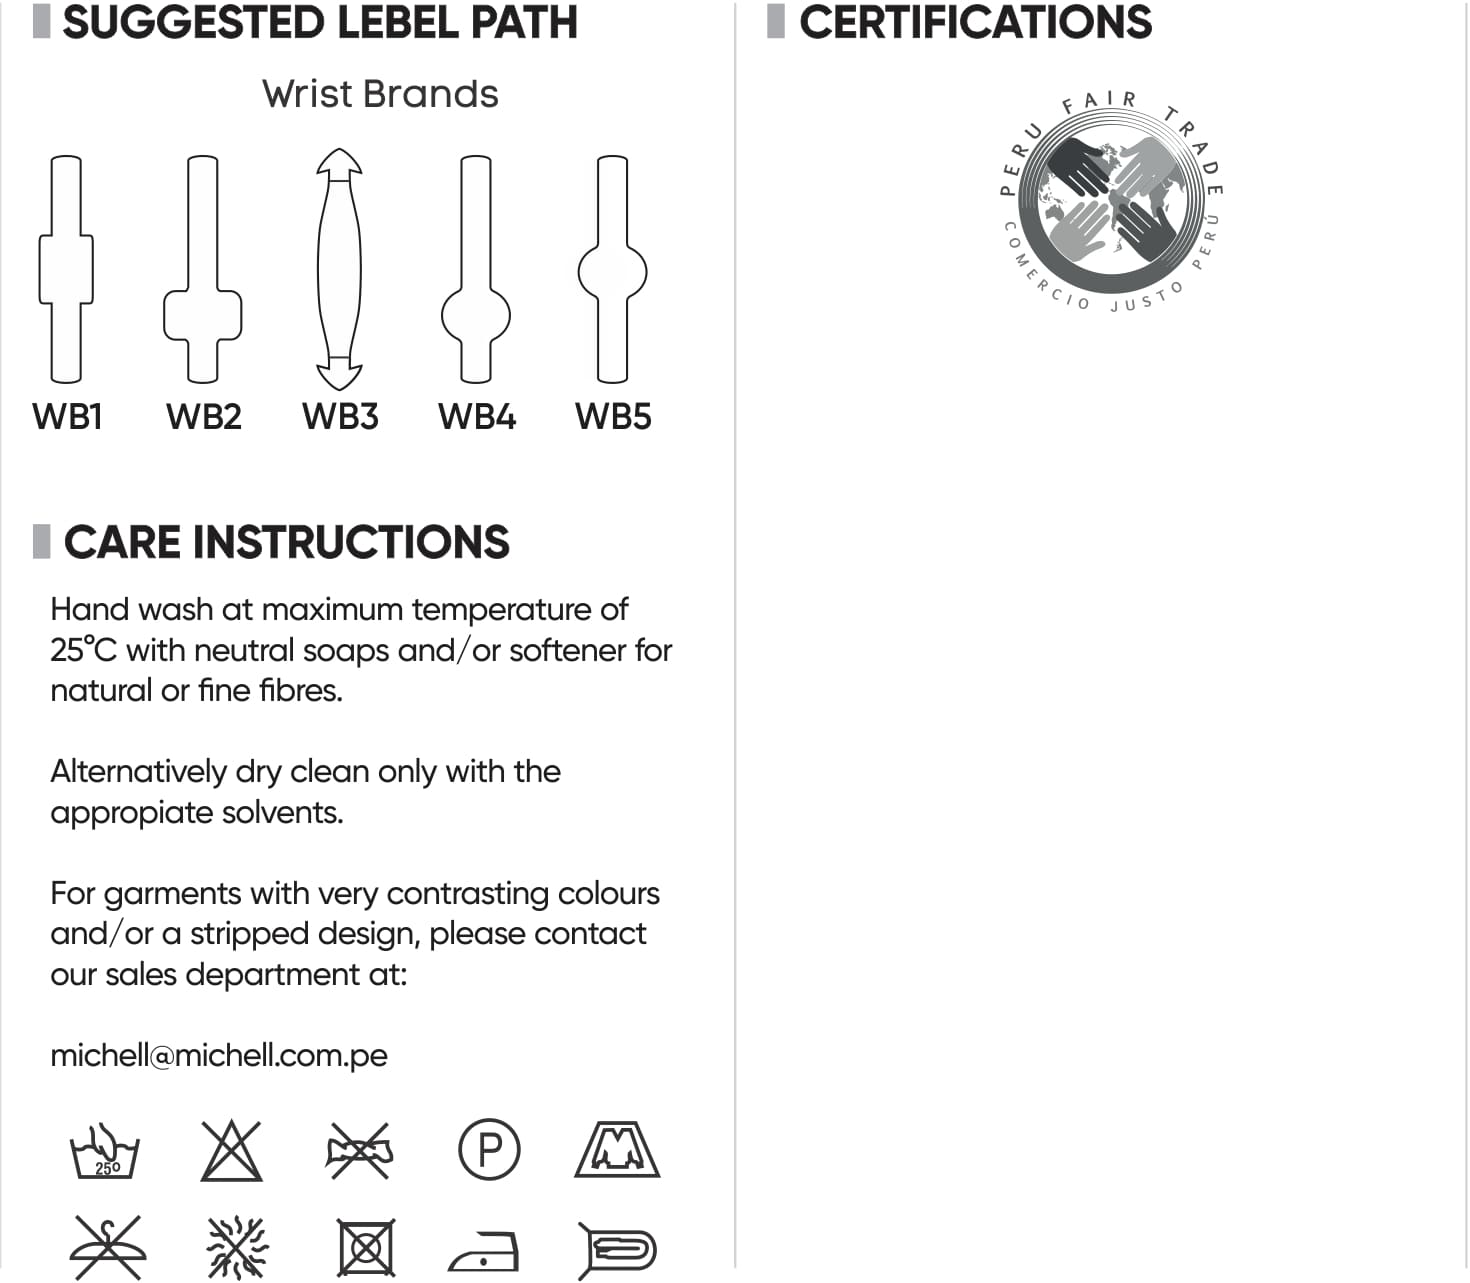 SUGGESTED LEBEL PATH
Wrist Brands
WB1 WB2 WB3 WB4 WB5
CARE INSTRUCTIONS
Hand wash at maximum temperature of
25°C with neutral soaps and/or softener for
natural or fine fibres.
Alternatively dry clean only with the
appropiate solvents.
For garments with very contrasting colours
and/or a stripped design, please contact
our sales department at:
michell@michell.com.pe
25º
P
CERTIFICATIONS
PERU FAIR TRADE
COMERCIO JUSTO PERÚ